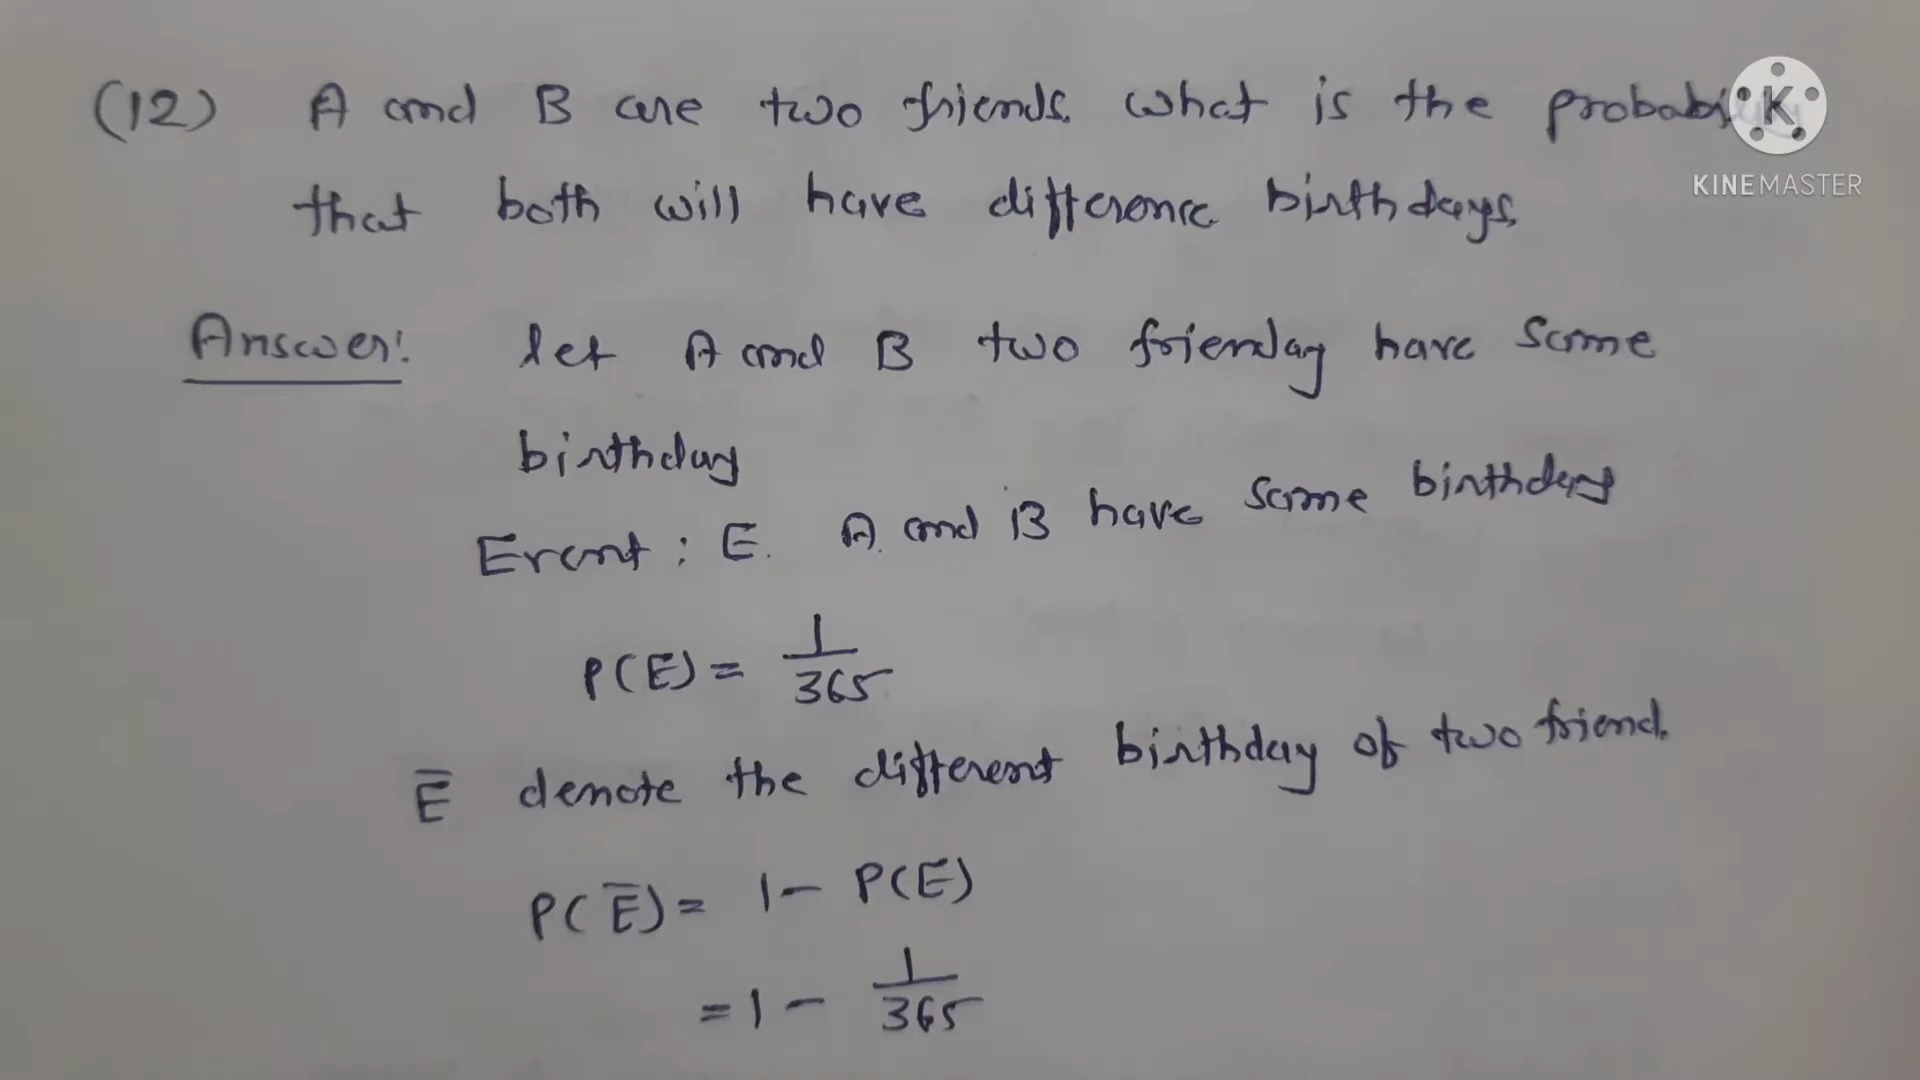 (12) A and B are two friends. what is the probability
KINEMASTER
that both will have difference birthdays.
Answer: let A and B two frienday have same
birthday
Event : E. A and B have same birthday
P(E) = 1/365
E̅ denote the different birthday of two friend.
P(E̅) = 1 - P(E)
= 1 - 1/365